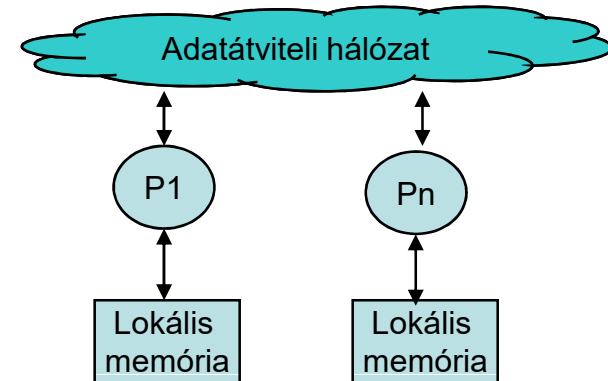 Adatátviteli hálózat
P1
Pn
Lokális
memória
Lokális
memória